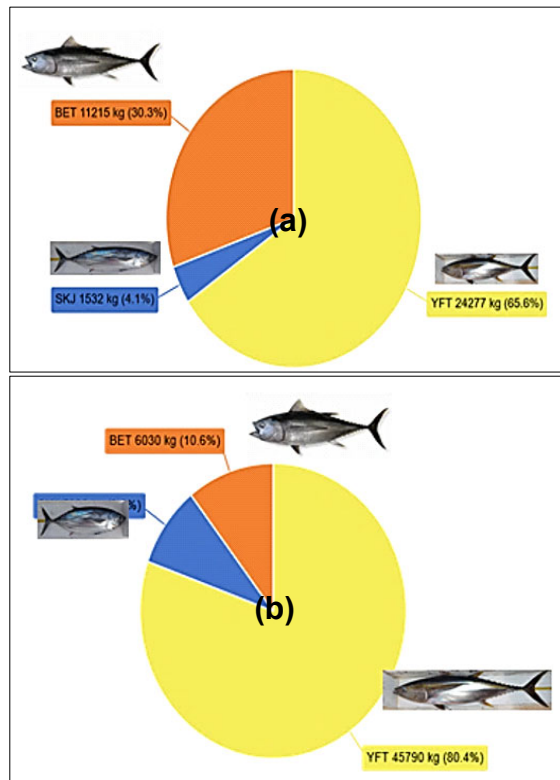 BET 11215 kg (30.3%)
(a)
SKJ 1532 kg (4.1%)
YFT 24277 kg (65.6%)
BET 6030 kg (10.6%)
(b)
YFT 45790 kg (80.4%)